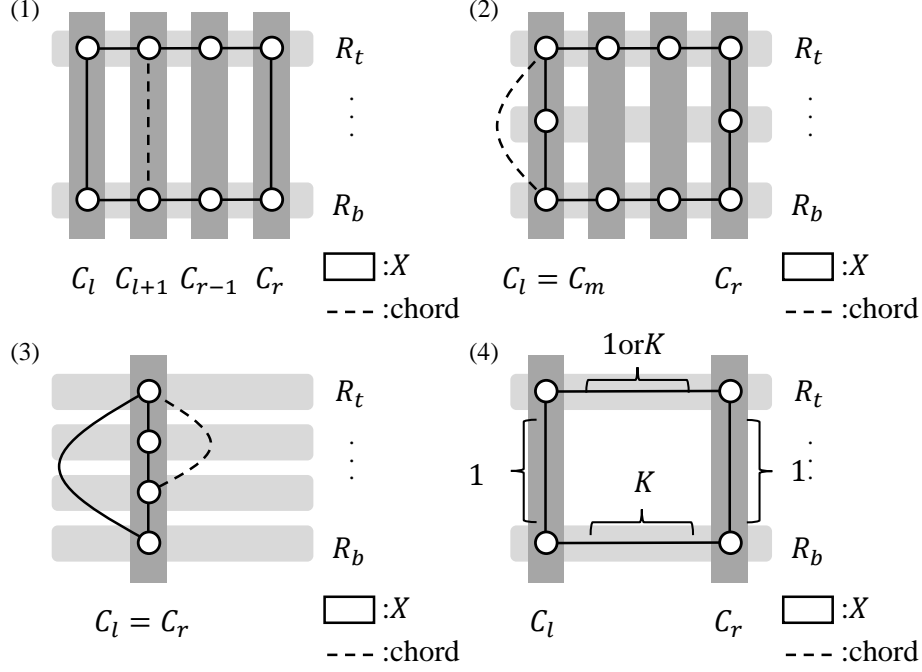 (1)
R_t
⋮
R_b
C_l C_{l+1} C_{r-1} C_r
:X
:chord
(2)
R_t
⋮
R_b
C_l = C_m C_r
:X
:chord
(3)
R_t
⋮
R_b
C_l = C_r
:X
:chord
(4)
1orK
R_t
1
K
1
⋮
R_b
C_l C_r
:X
:chord